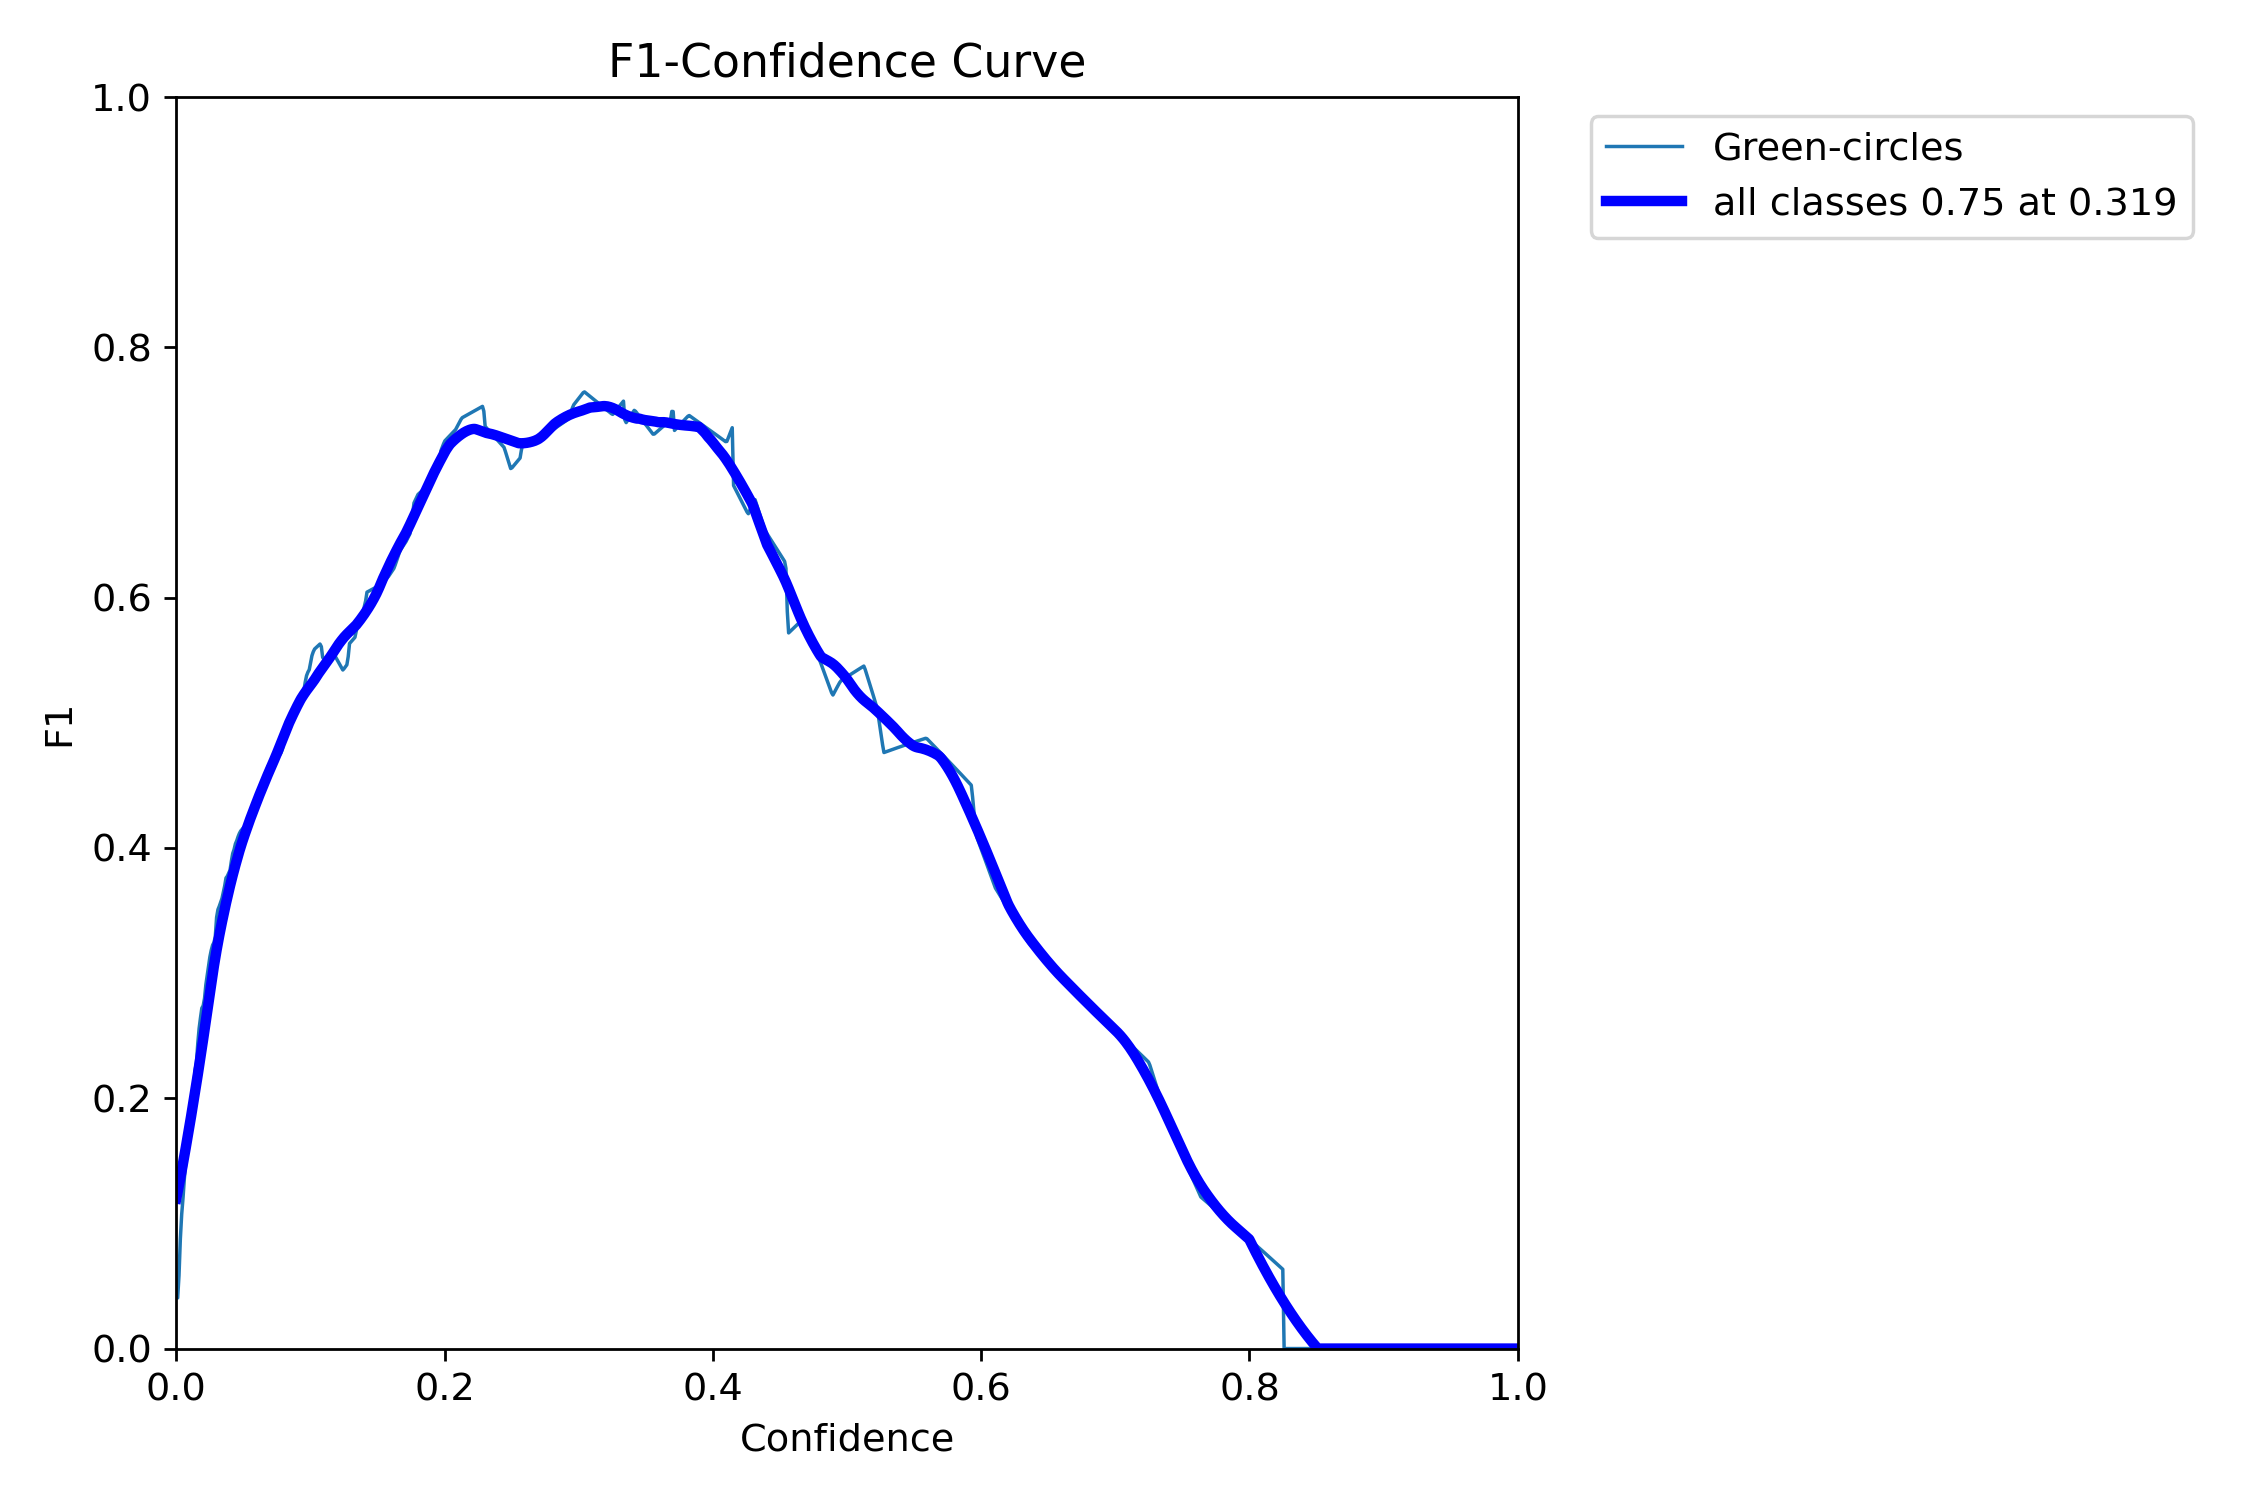 F1-Confidence Curve
1.0
0.8
0.6
0.4
0.2
0.0
F1
0.0 0.2 0.4 0.6 0.8 1.0
Confidence
Green-circles
all classes 0.75 at 0.319